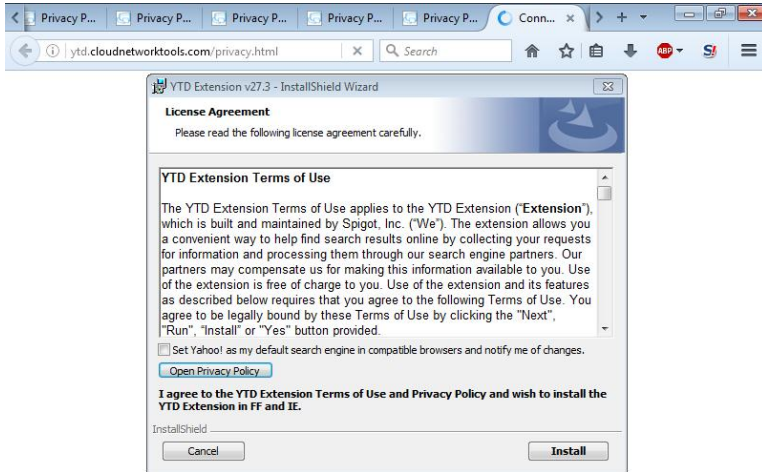 Privacy P...
Privacy P...
Privacy P...
Privacy P...
Privacy P...
Conn...
ytd.cloudnetworktools.com/privacy.html
Search
ABP
S!
YTD Extension v27.3 - InstallShield Wizard
License Agreement
Please read the following license agreement carefully.
YTD Extension Terms of Use
The YTD Extension Terms of Use applies to the YTD Extension (“Extension”),
which is built and maintained by Spigot, Inc. (“We”). The extension allows you
a convenient way to help find search results online by collecting your requests
for information and processing them through our search engine partners. Our
partners may compensate us for making this information available to you. Use
of the extension is free of charge to you. Use of the extension and its features
as described below requires that you agree to the following Terms of Use. You
agree to be legally bound by these Terms of Use by clicking the "Next",
"Run", “Install” or "Yes" button provided.
Set Yahoo! as my default search engine in compatible browsers and notify me of changes.
Open Privacy Policy
I agree to the YTD Extension Terms of Use and Privacy Policy and wish to install the
YTD Extension in FF and IE.
InstallShield
Cancel
Install